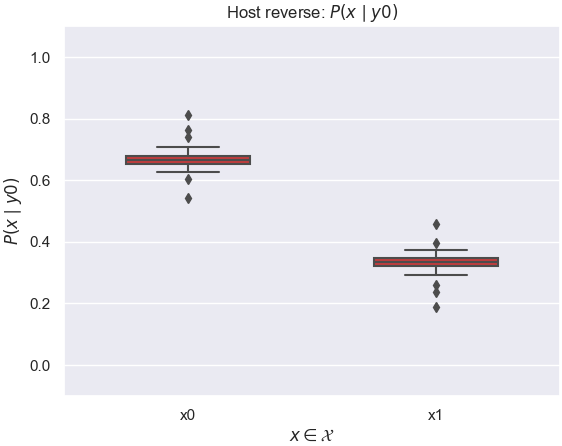 Host reverse: P(x | y0)
P(x | y0)
1.0
0.8
0.6
0.4
0.2
0.0
x0 x1
x ∈ 𝒳